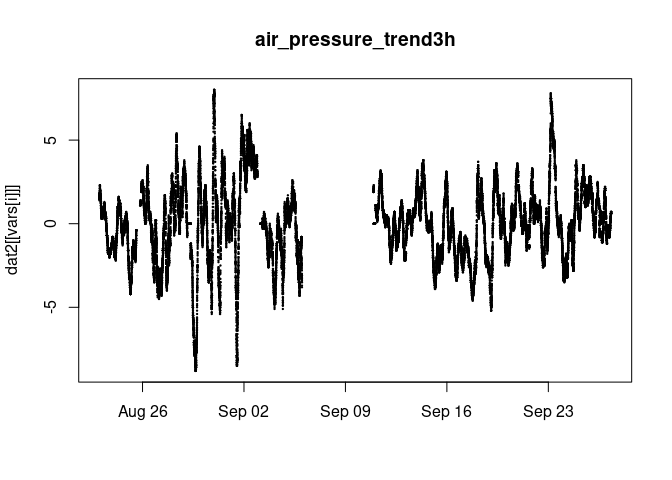 air_pressure_trend3h
dat2[[vars[i]]]
5
0
-5
Aug 26 Sep 02 Sep 09 Sep 16 Sep 23